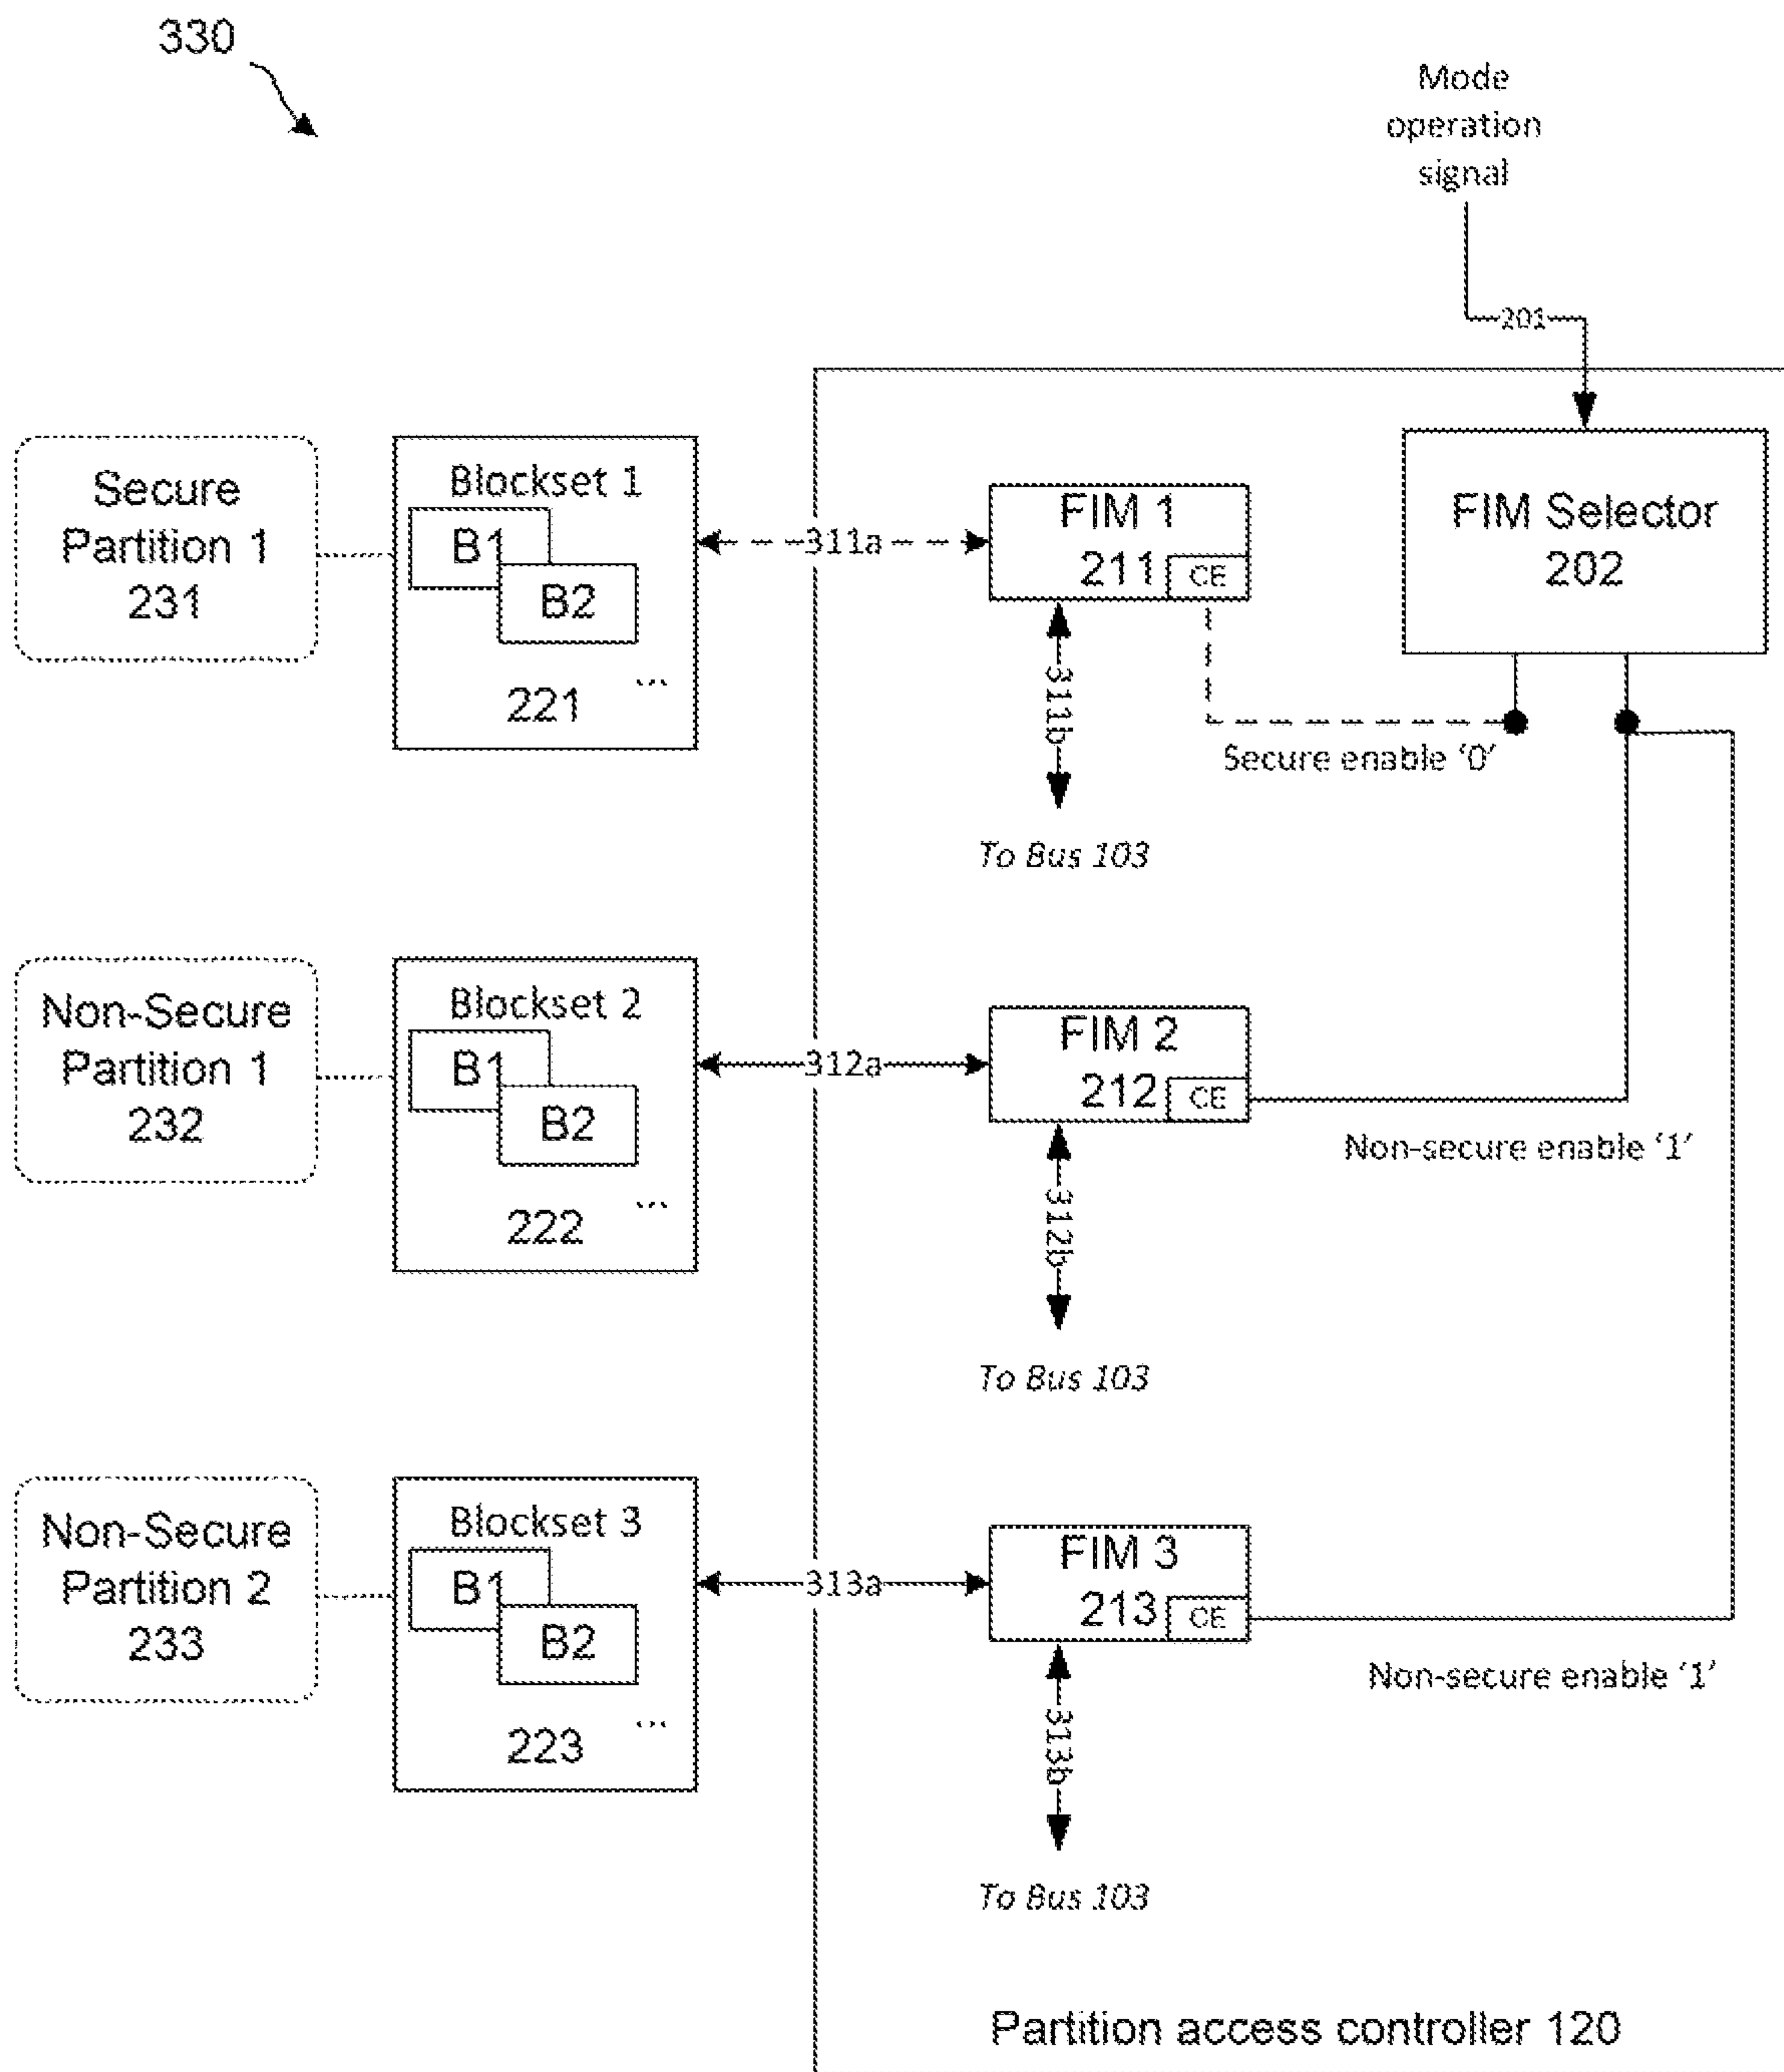 330
Mode
operation
signal
201
Secure
Partition 1
231
Blockset 1
B1
B2
...
221
311a
FIM 1
211
CE
FIM Selector
202
311b
Secure enable ‘0’
To Bus 103
Non-Secure
Partition 1
232
Blockset 2
B1
B2
...
222
312a
FIM 2
212
CE
Non-secure enable ‘1’
312b
To Bus 103
Non-Secure
Partition 2
233
Blockset 3
B1
B2
...
223
313a
FIM 3
213
CE
Non-secure enable ‘1’
313b
To Bus 103
Partition access controller 120